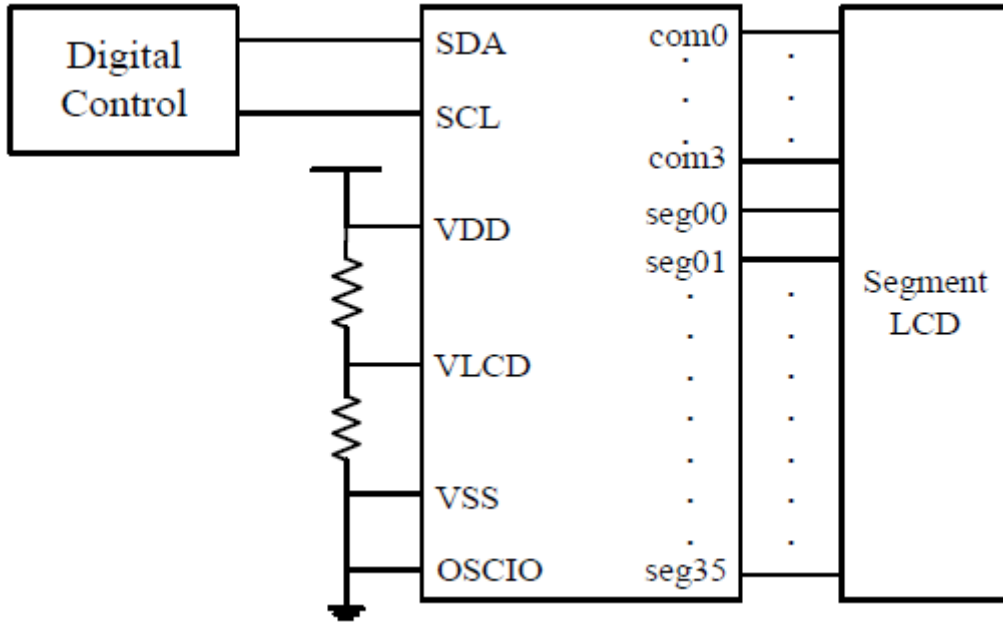 Digital
Control
SDA
SCL
VDD
VLCD
VSS
OSCIO
com0
com3
seg00
seg01
seg35
Segment
LCD